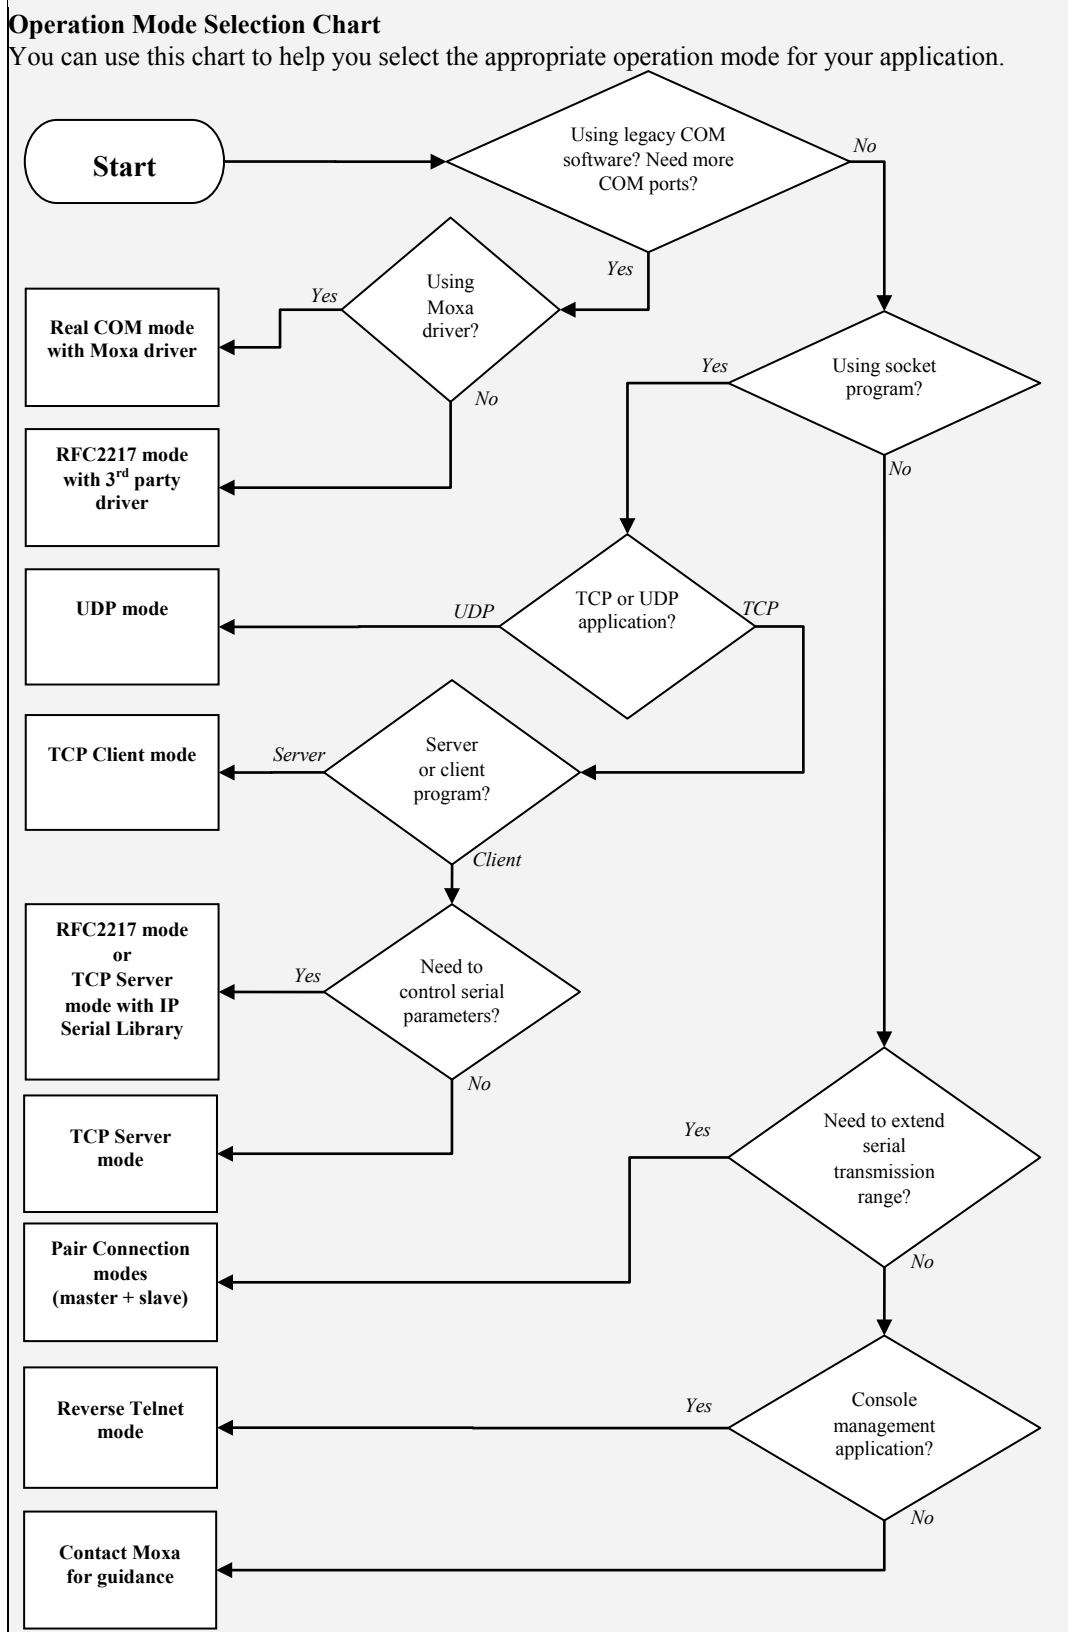 Operation Mode Selection Chart
You can use this chart to help you select the appropriate operation mode for your application.
Start
Using legacy COM
software? Need more
COM ports?
No
Yes
Using
Moxa
driver?
Yes
No
Real COM mode
with Moxa driver
Using socket
program?
Yes
No
RFC2217 mode
with 3rd party
driver
TCP or UDP
application?
UDP
TCP
UDP mode
Server
or client
program?
Server
Client
TCP Client mode
RFC2217 mode
or
TCP Server
mode with IP
Serial Library
Need to
control serial
parameters?
Yes
No
TCP Server
mode
Need to extend
serial
transmission
range?
Yes
No
Pair Connection
modes
(master + slave)
Console
management
application?
Yes
No
Reverse Telnet
mode
Contact Moxa
for guidance